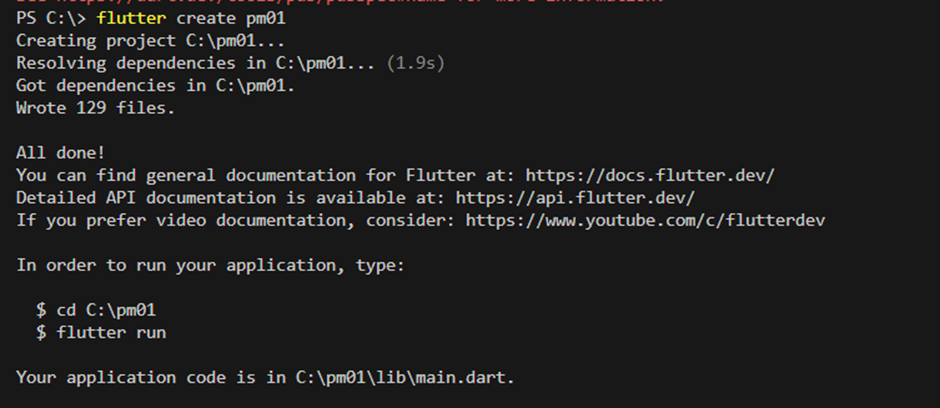 PS C:\> flutter create pm01
Creating project C:\pm01...
Resolving dependencies in C:\pm01... (1.9s)
Got dependencies in C:\pm01.
Wrote 129 files.
All done!
You can find general documentation for Flutter at: https://docs.flutter.dev/
Detailed API documentation is available at: https://api.flutter.dev/
If you prefer video documentation, consider: https://www.youtube.com/c/flutterdev
In order to run your application, type:
$ cd C:\pm01
$ flutter run
Your application code is in C:\pm01\lib\main.dart.